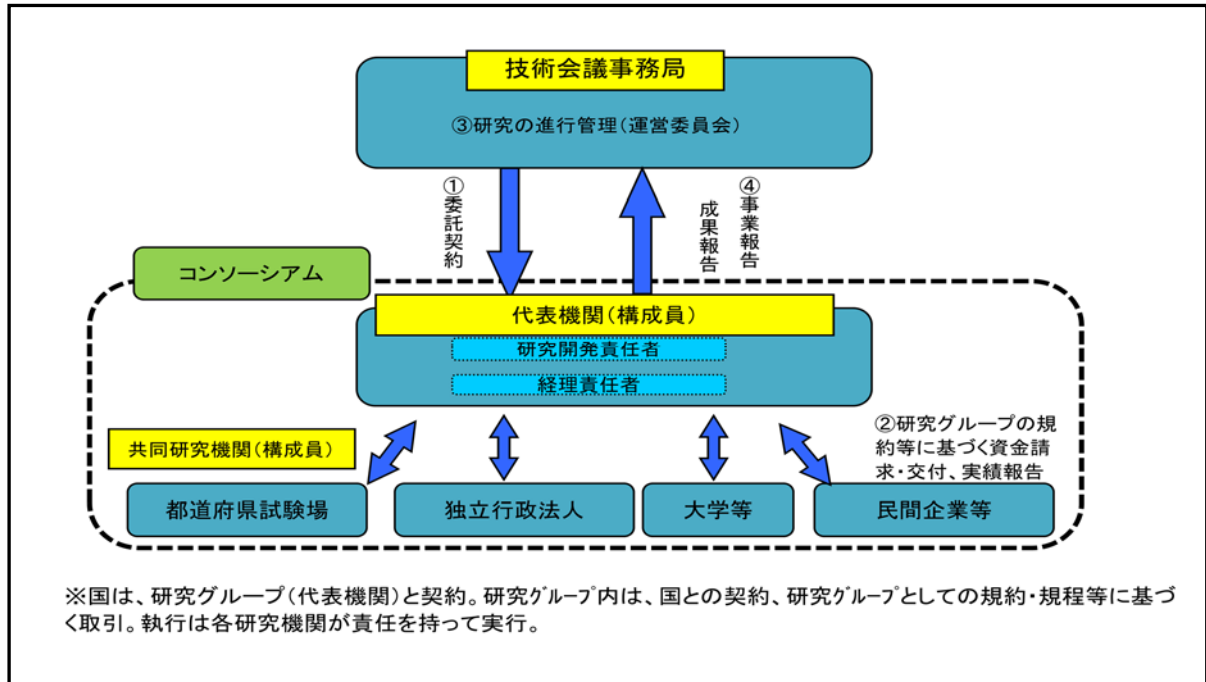 技術会議事務局
③研究の進行管理(運営委員会)
①委託契約
④事業報告
成果報告
コンソーシアム
代表機関(構成員)
研究開発責任者
経理責任者
共同研究機関(構成員)
②研究グループの規
約等に基づく資金請
求・交付、実績報告
都道府県試験場
独立行政法人
大学等
民間企業等
※国は、研究グループ(代表機関)と契約。研究ｸﾞﾙｰﾌﾟ内は、国との契約、研究ｸﾞﾙｰﾌﾟとしての規約・規程等に基づ
く取引。執行は各研究機関が責任を持って実行。